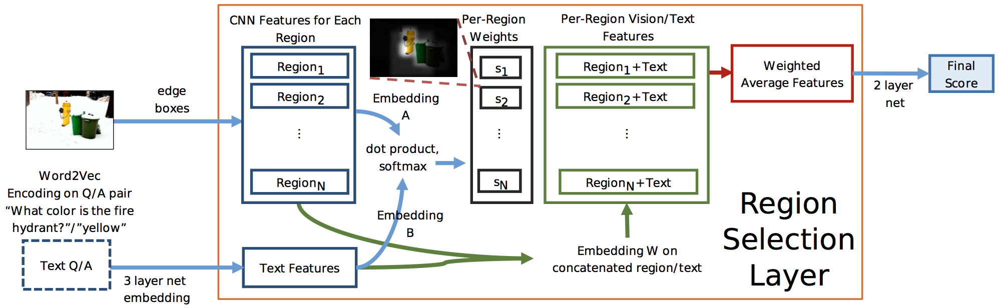 CNN Features for Each
Region
Region1
Region2
⋮
RegionN
Per-Region
Weights
s1
s2
⋮
sN
Per-Region Vision/Text
Features
Region1+Text
Region2+Text
⋮
RegionN+Text
Weighted
Average Features
2 layer
net
Final
Score
edge
boxes
Embedding
A
dot product,
softmax
Embedding
B
Word2Vec
Encoding on Q/A pair
“What color is the fire
hydrant?”/”yellow”
Text Q/A
3 layer net
embedding
Text Features
Embedding W on
concatenated region/text
Region
Selection
Layer